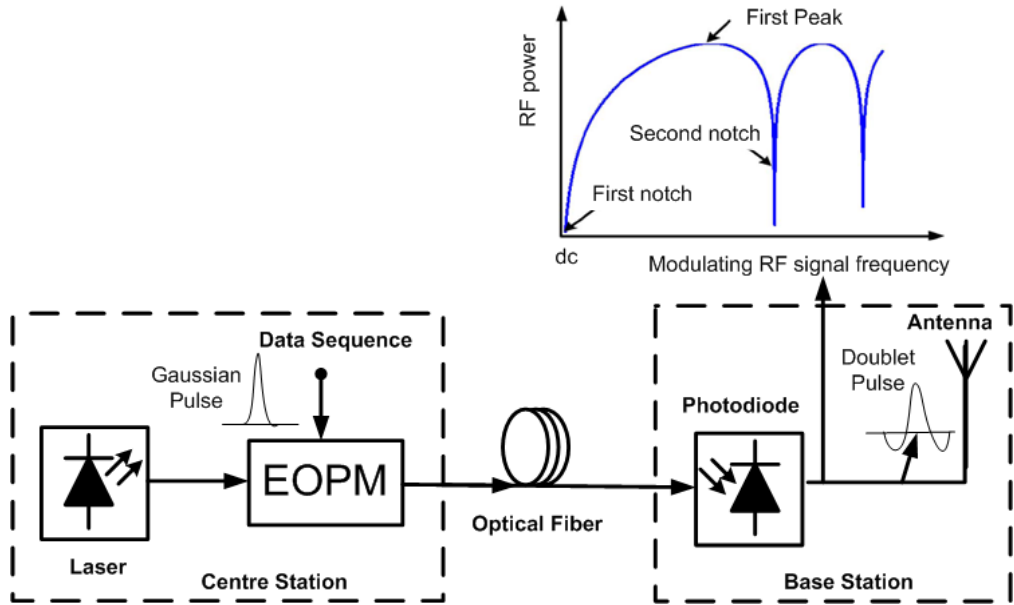 First Peak
RF power
Second notch
First notch
dc
Modulating RF signal frequency
Data Sequence
Gaussian
Pulse
EOPM
Laser
Centre Station
Optical Fiber
Antenna
Doublet
Pulse
Photodiode
Base Station